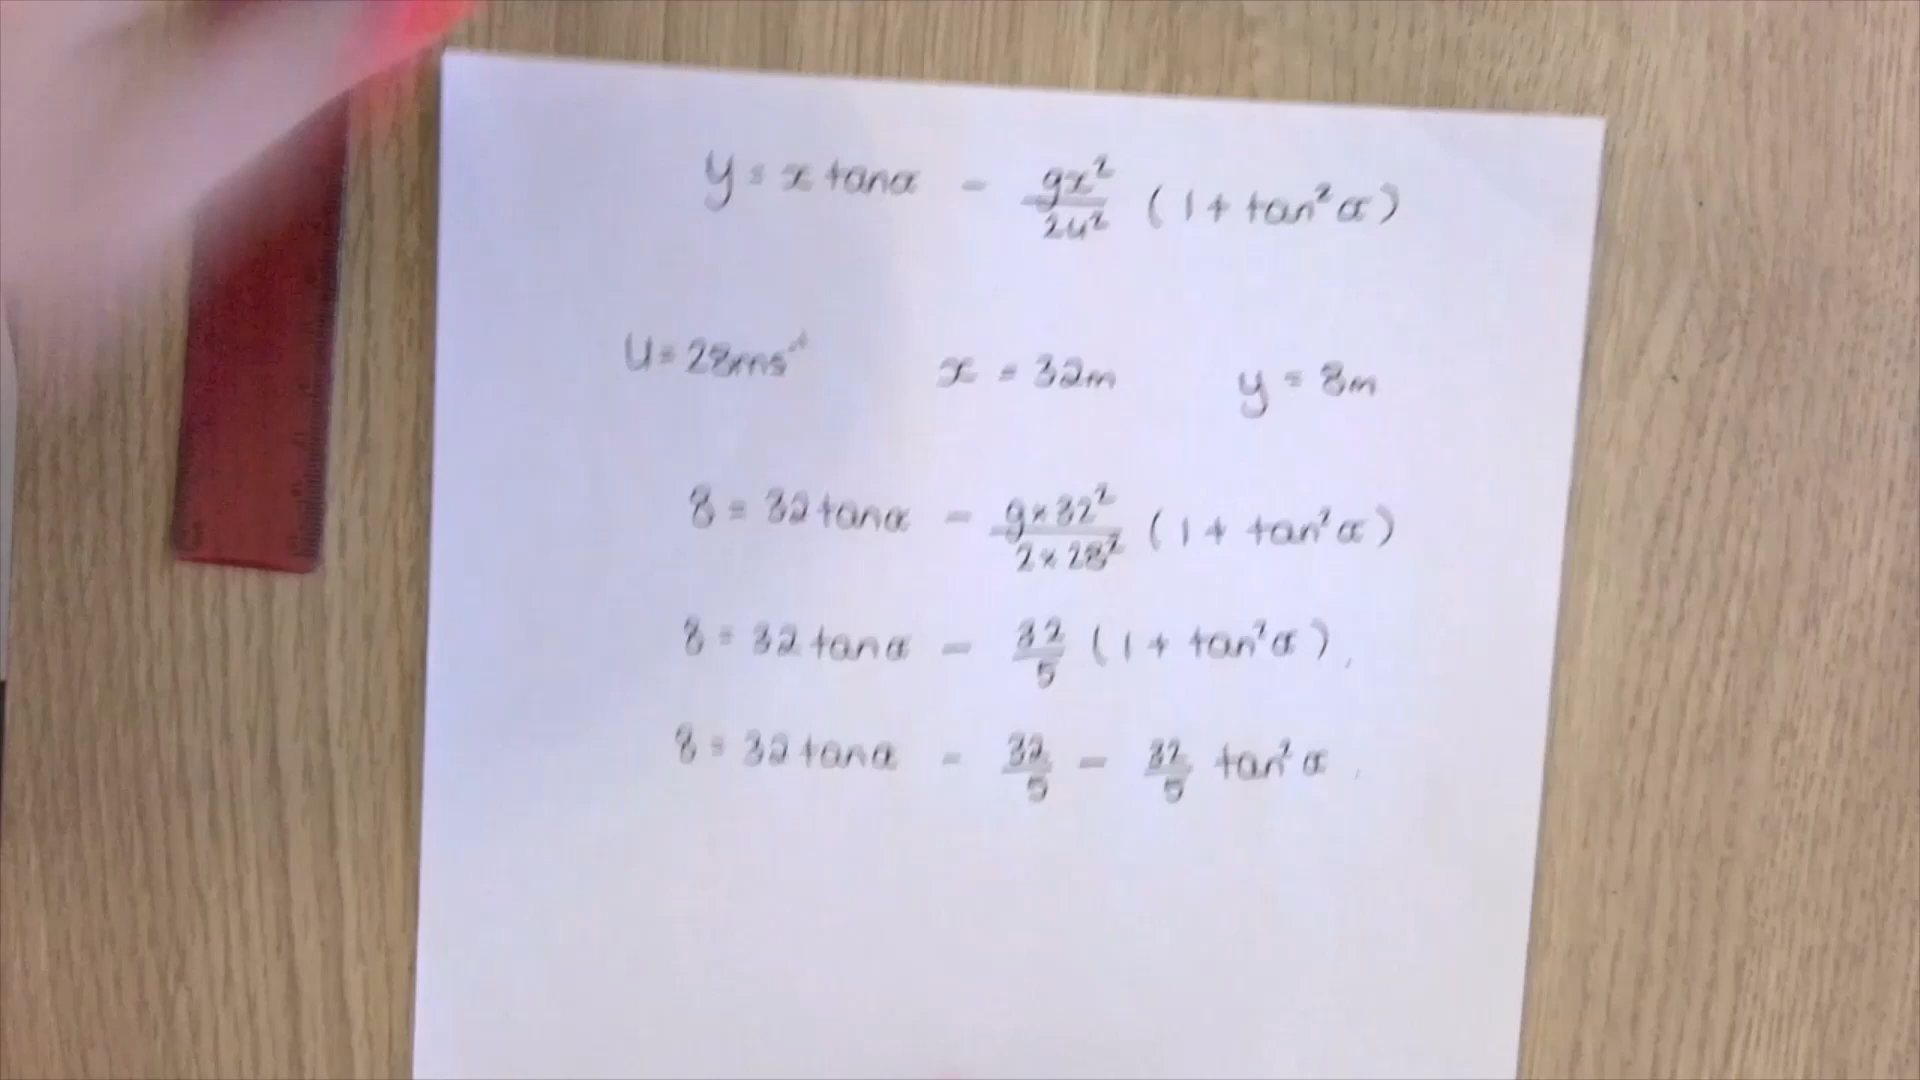 y = x tanα - gx²/2u² (1 + tan²α)
u = 28ms⁻¹ x = 32m y = 8m
8 = 32 tanα - g×32²/2×28² (1 + tan²α)
8 = 32 tanα - 32/5 (1 + tan²α)
8 = 32 tanα - 32/5 - 32/5 tan²α